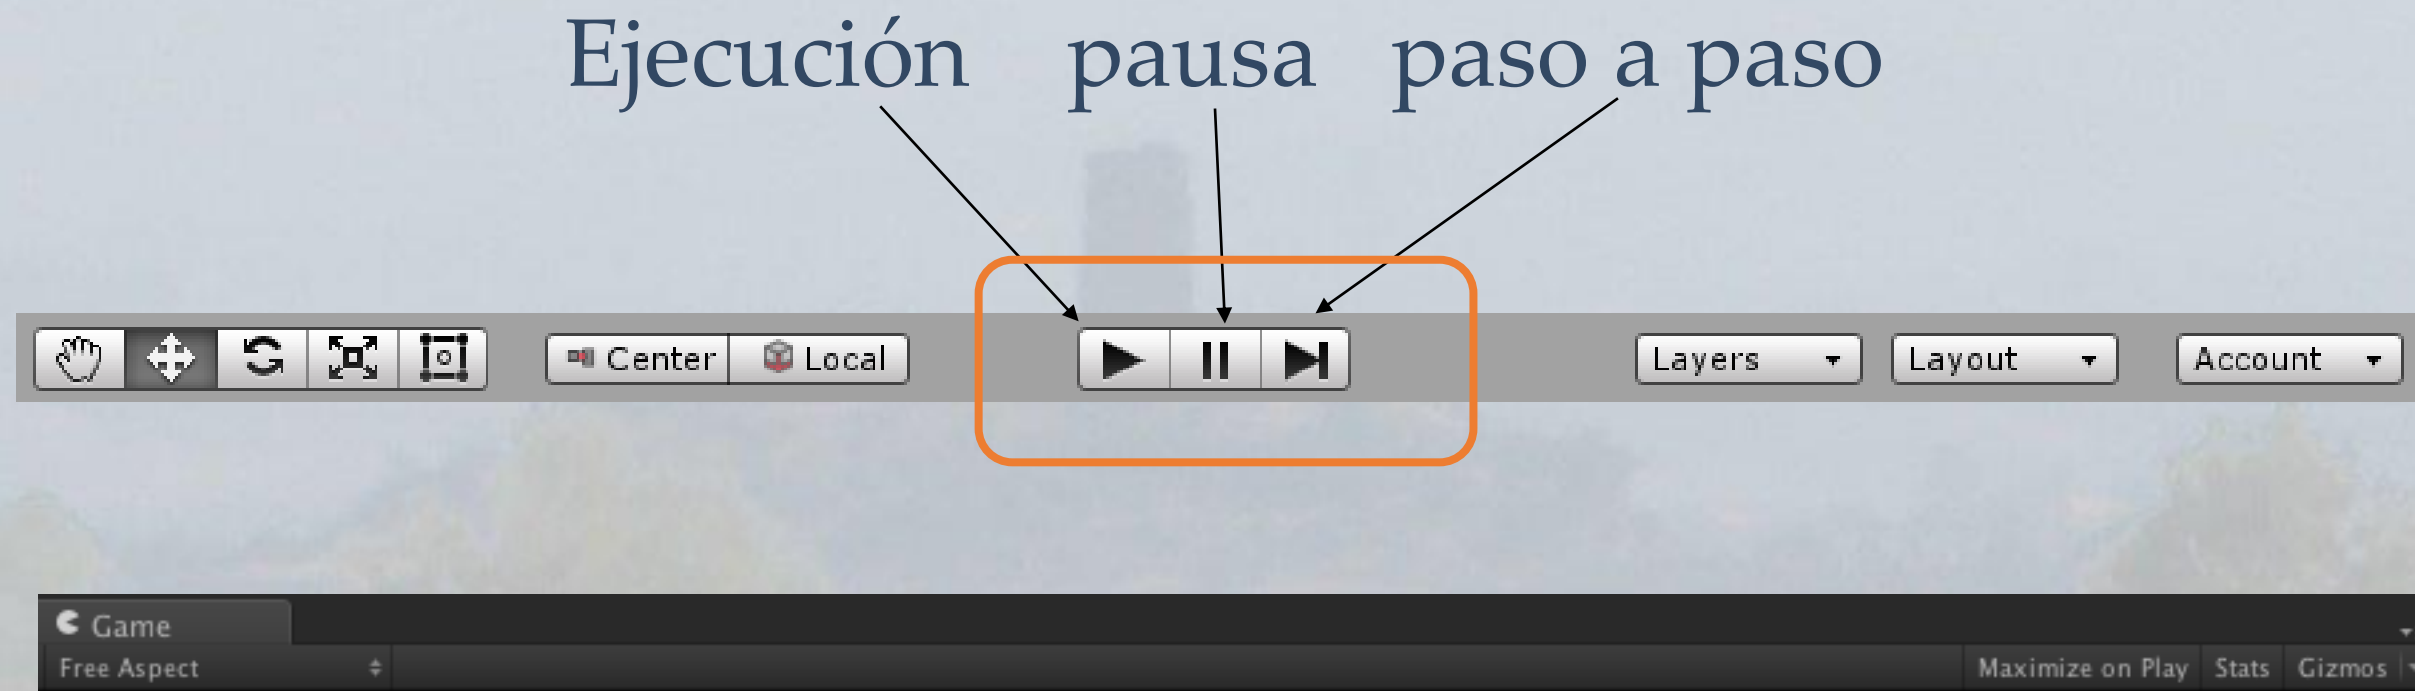 Ejecución pausa paso a paso
Center Local Layers Layout Account
Game
Free Aspect Maximize on Play Stats Gizmos